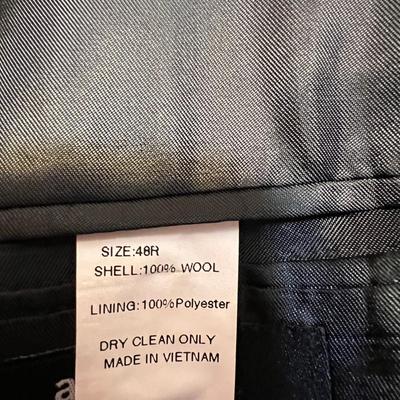 SIZE:48R
SHELL:100% WOOL
LINING:100%Polyester
DRY CLEAN ONLY
MADE IN VIETNAM
a